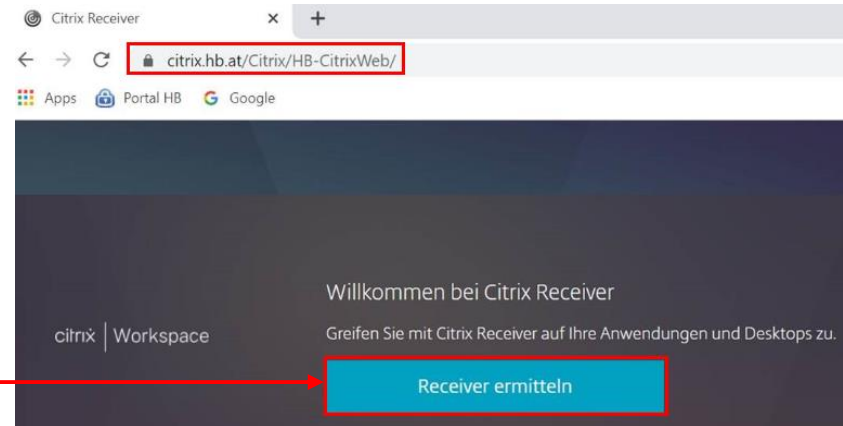 Citrix Receiver
citrix.hb.at/Citrix/HB-CitrixWeb/
Apps Portal HB Google
Willkommen bei Citrix Receiver
citrix | Workspace
Greifen Sie mit Citrix Receiver auf Ihre Anwendungen und Desktops zu.
Receiver ermitteln